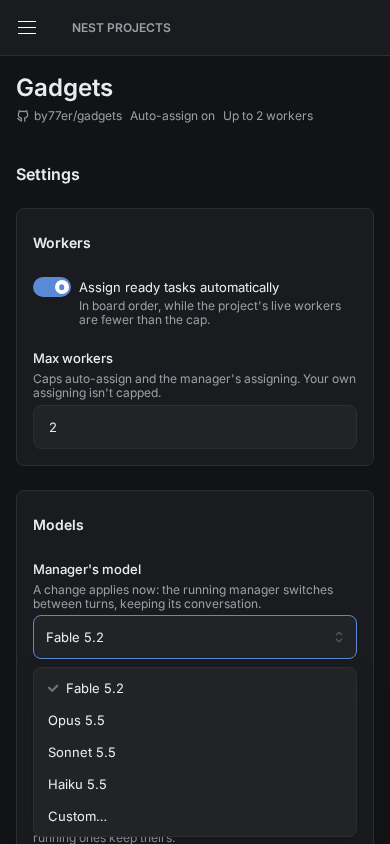 NEST PROJECTS
Gadgets
by77er/gadgets Auto-assign on Up to 2 workers
Settings
Workers
Assign ready tasks automatically
In board order, while the project's live workers
are fewer than the cap.
Max workers
Caps auto-assign and the manager's assigning. Your own
assigning isn't capped.
2
Models
Manager's model
A change applies now: the running manager switches
between turns, keeping its conversation.
Fable 5.2
Fable 5.2
Opus 5.5
Sonnet 5.5
Haiku 5.5
Custom...
running ones keep theirs.